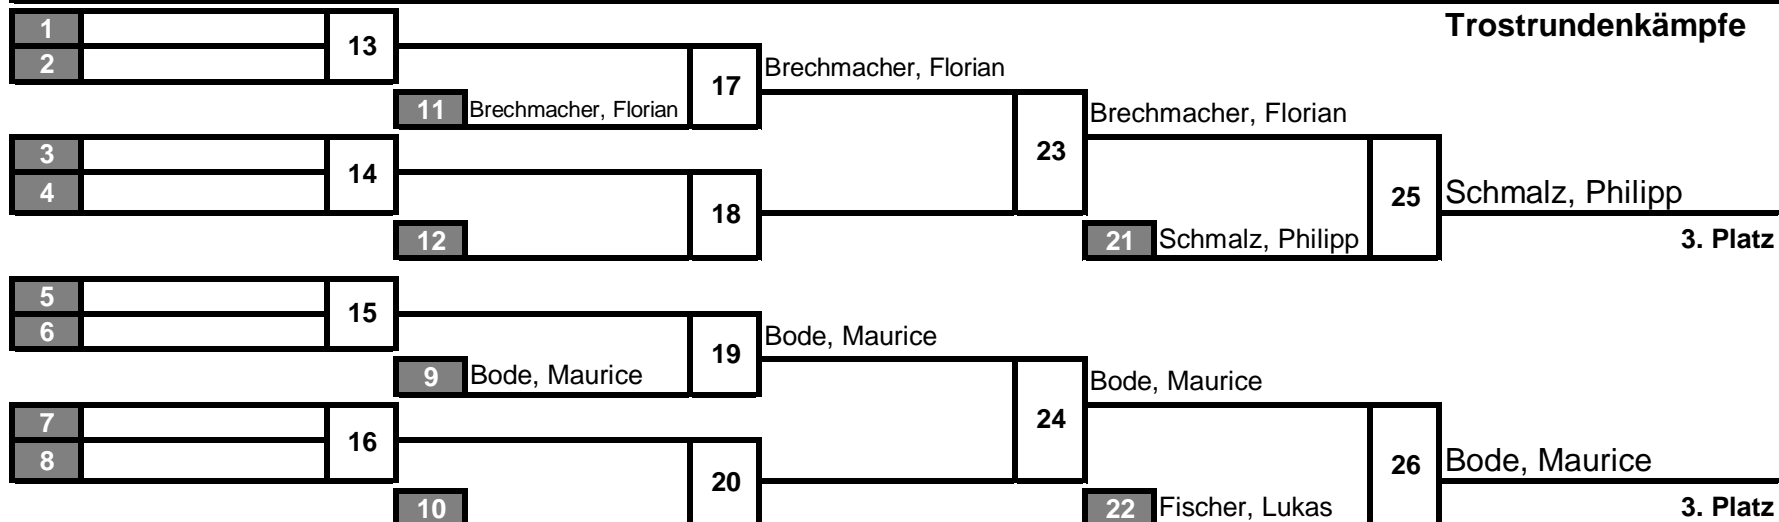 Trostrundenkämpfe
1
13
2
Brechmacher, Florian
17
11 Brechmacher, Florian
Brechmacher, Florian
3
23
14
4
25 Schmalz, Philipp
18
12
21 Schmalz, Philipp
3. Platz
5
15
6
Bode, Maurice
19
9 Bode, Maurice
Bode, Maurice
7
24
16
8
26 Bode, Maurice
20
10
22 Fischer, Lukas
3. Platz